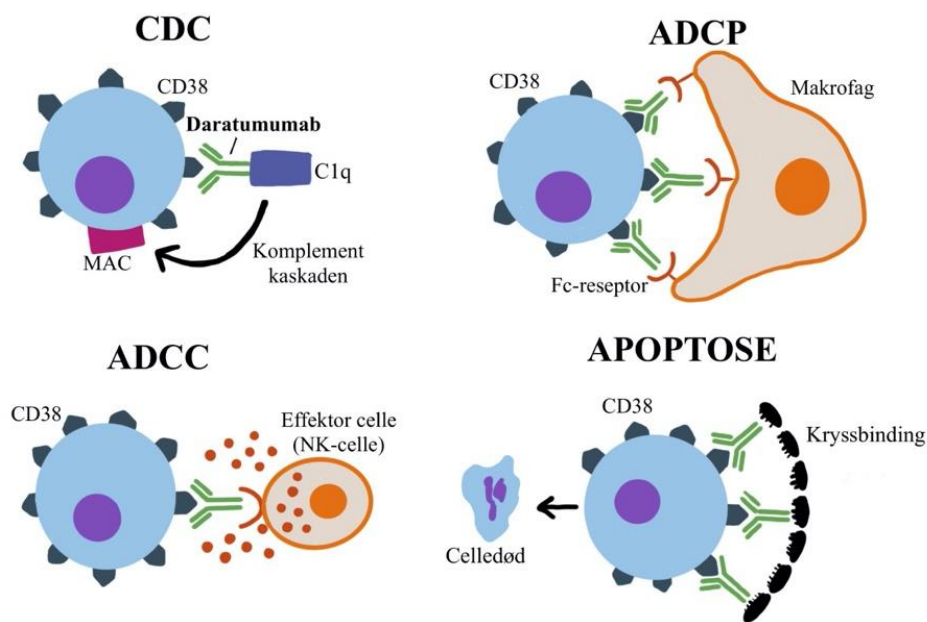 CDC
CD38
Daratumumab
C1q
MAC
Komplement
kaskaden
ADCP
CD38
Makrofag
Fc-reseptor
ADCC
CD38
Effektor celle
(NK-celle)
APOPTOSE
CD38
Kryssbinding
Celledød